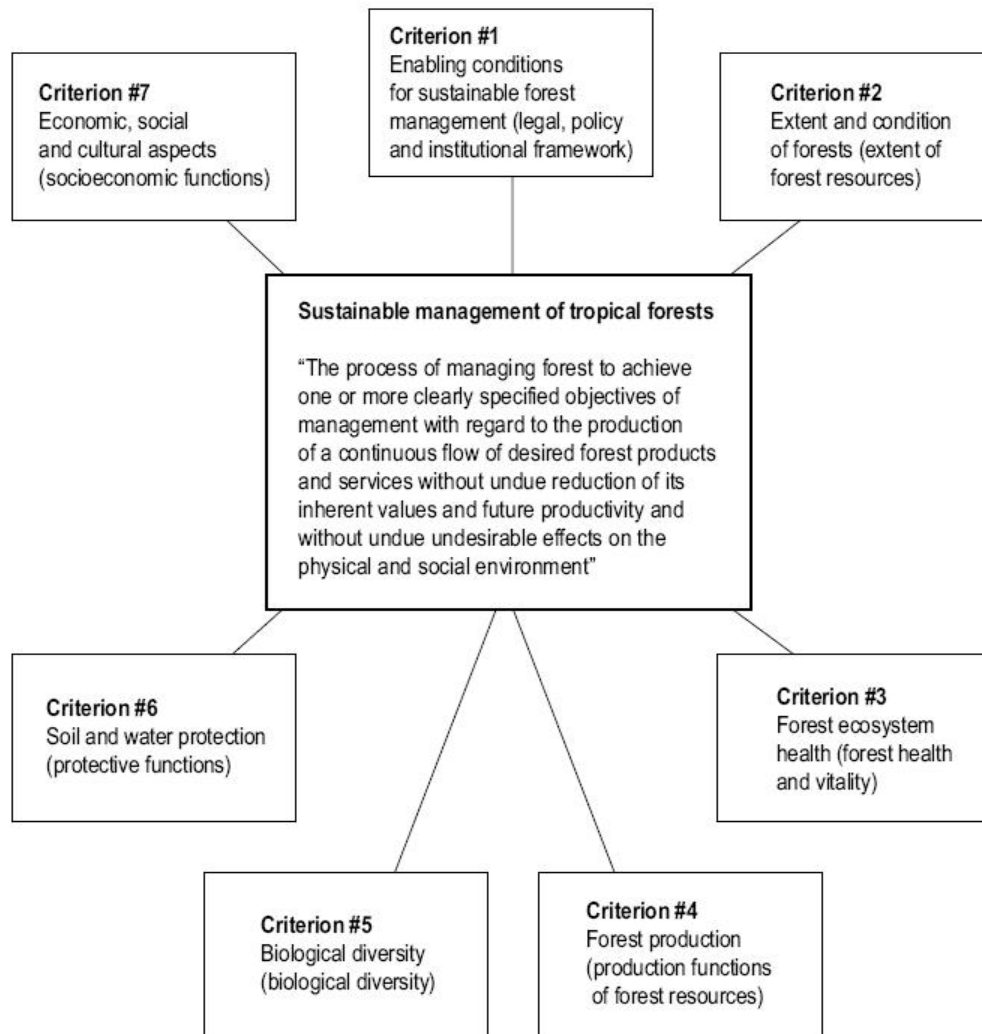 Criterion #1
Enabling conditions
for sustainable forest
management (legal, policy
and institutional framework)
Criterion #7
Economic, social
and cultural aspects
(socioeconomic functions)
Criterion #2
Extent and condition
of forests (extent of
forest resources)
Sustainable management of tropical forests
“The process of managing forest to achieve
one or more clearly specified objectives of
management with regard to the production
of a continuous flow of desired forest products
and services without undue reduction of its
inherent values and future productivity and
without undue undesirable effects on the
physical and social environment”
Criterion #6
Soil and water protection
(protective functions)
Criterion #3
Forest ecosystem
health (forest health
and vitality)
Criterion #5
Biological diversity
(biological diversity)
Criterion #4
Forest production
(production functions
of forest resources)